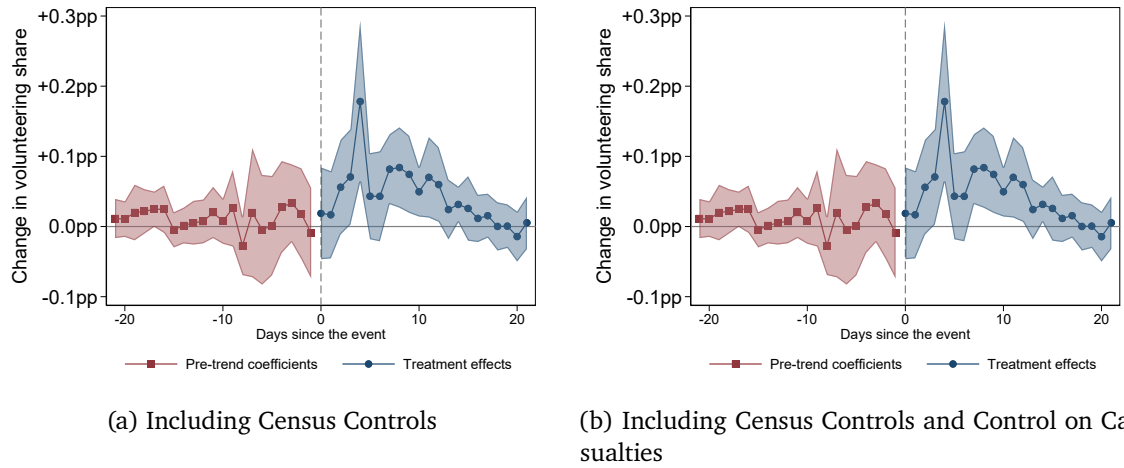 +0.3pp
+0.2pp
+0.1pp
0.0pp
-0.1pp
Change in volunteering share
-20 -10 0 10 20
Days since the event
Pre-trend coefficients Treatment effects
(a) Including Census Controls
+0.3pp
+0.2pp
+0.1pp
0.0pp
-0.1pp
Change in volunteering share
-20 -10 0 10 20
Days since the event
Pre-trend coefficients Treatment effects
(b) Including Census Controls and Control on Ca
sualties